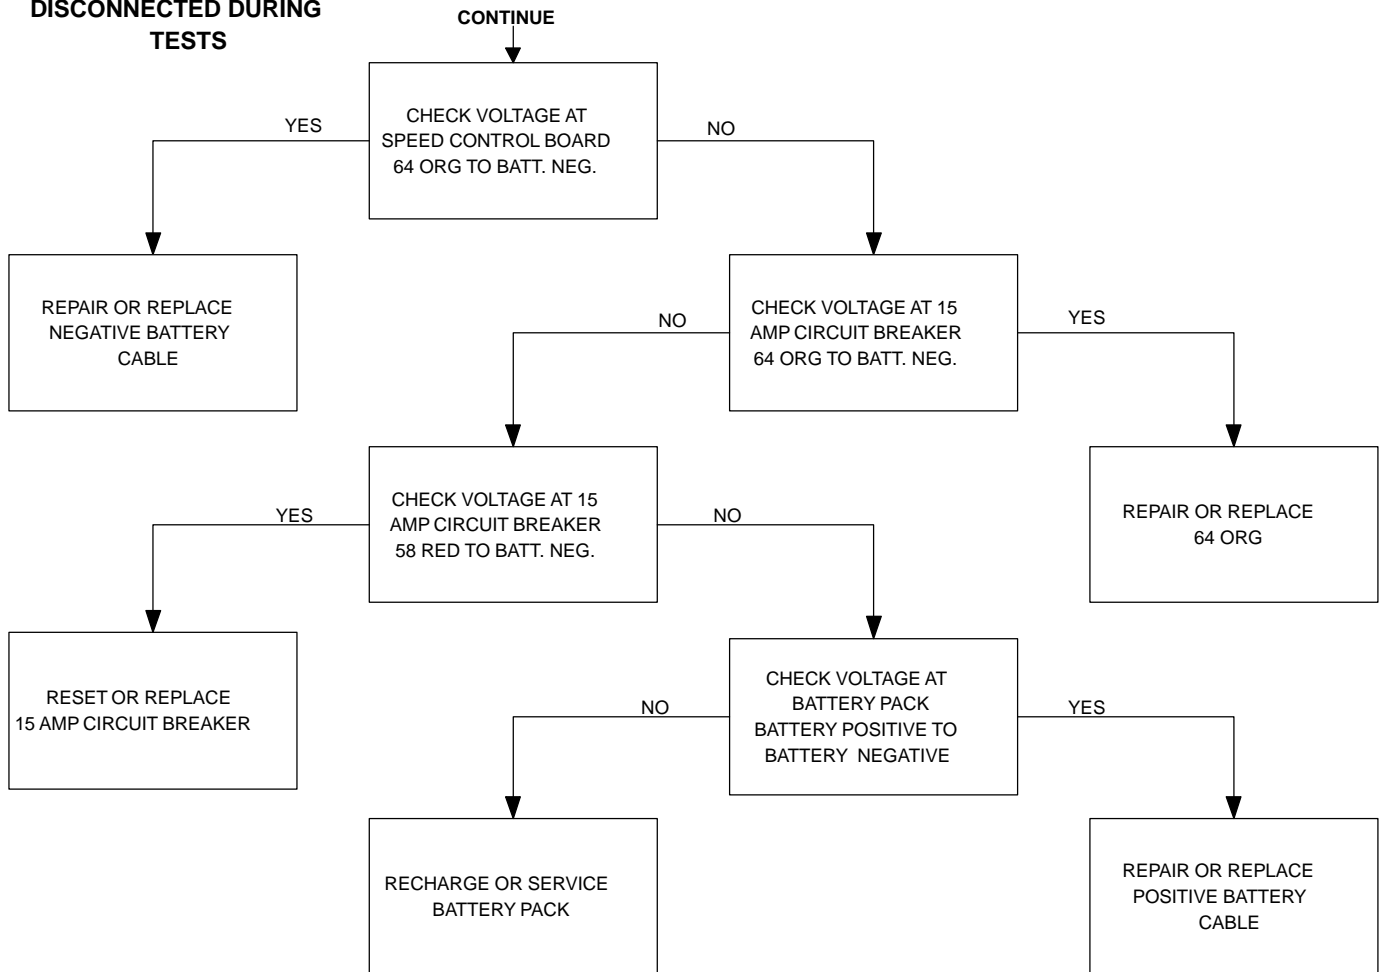 DISCONNECTED DURING
TESTS
CONTINUE
CHECK VOLTAGE AT
SPEED CONTROL BOARD
64 ORG TO BATT. NEG.
YES
NO
REPAIR OR REPLACE
NEGATIVE BATTERY
CABLE
CHECK VOLTAGE AT 15
AMP CIRCUIT BREAKER
64 ORG TO BATT. NEG.
NO
YES
CHECK VOLTAGE AT 15
AMP CIRCUIT BREAKER
58 RED TO BATT. NEG.
YES
NO
REPAIR OR REPLACE
64 ORG
RESET OR REPLACE
15 AMP CIRCUIT BREAKER
CHECK VOLTAGE AT
BATTERY PACK
BATTERY POSITIVE TO
BATTERY NEGATIVE
NO
YES
RECHARGE OR SERVICE
BATTERY PACK
REPAIR OR REPLACE
POSITIVE BATTERY
CABLE